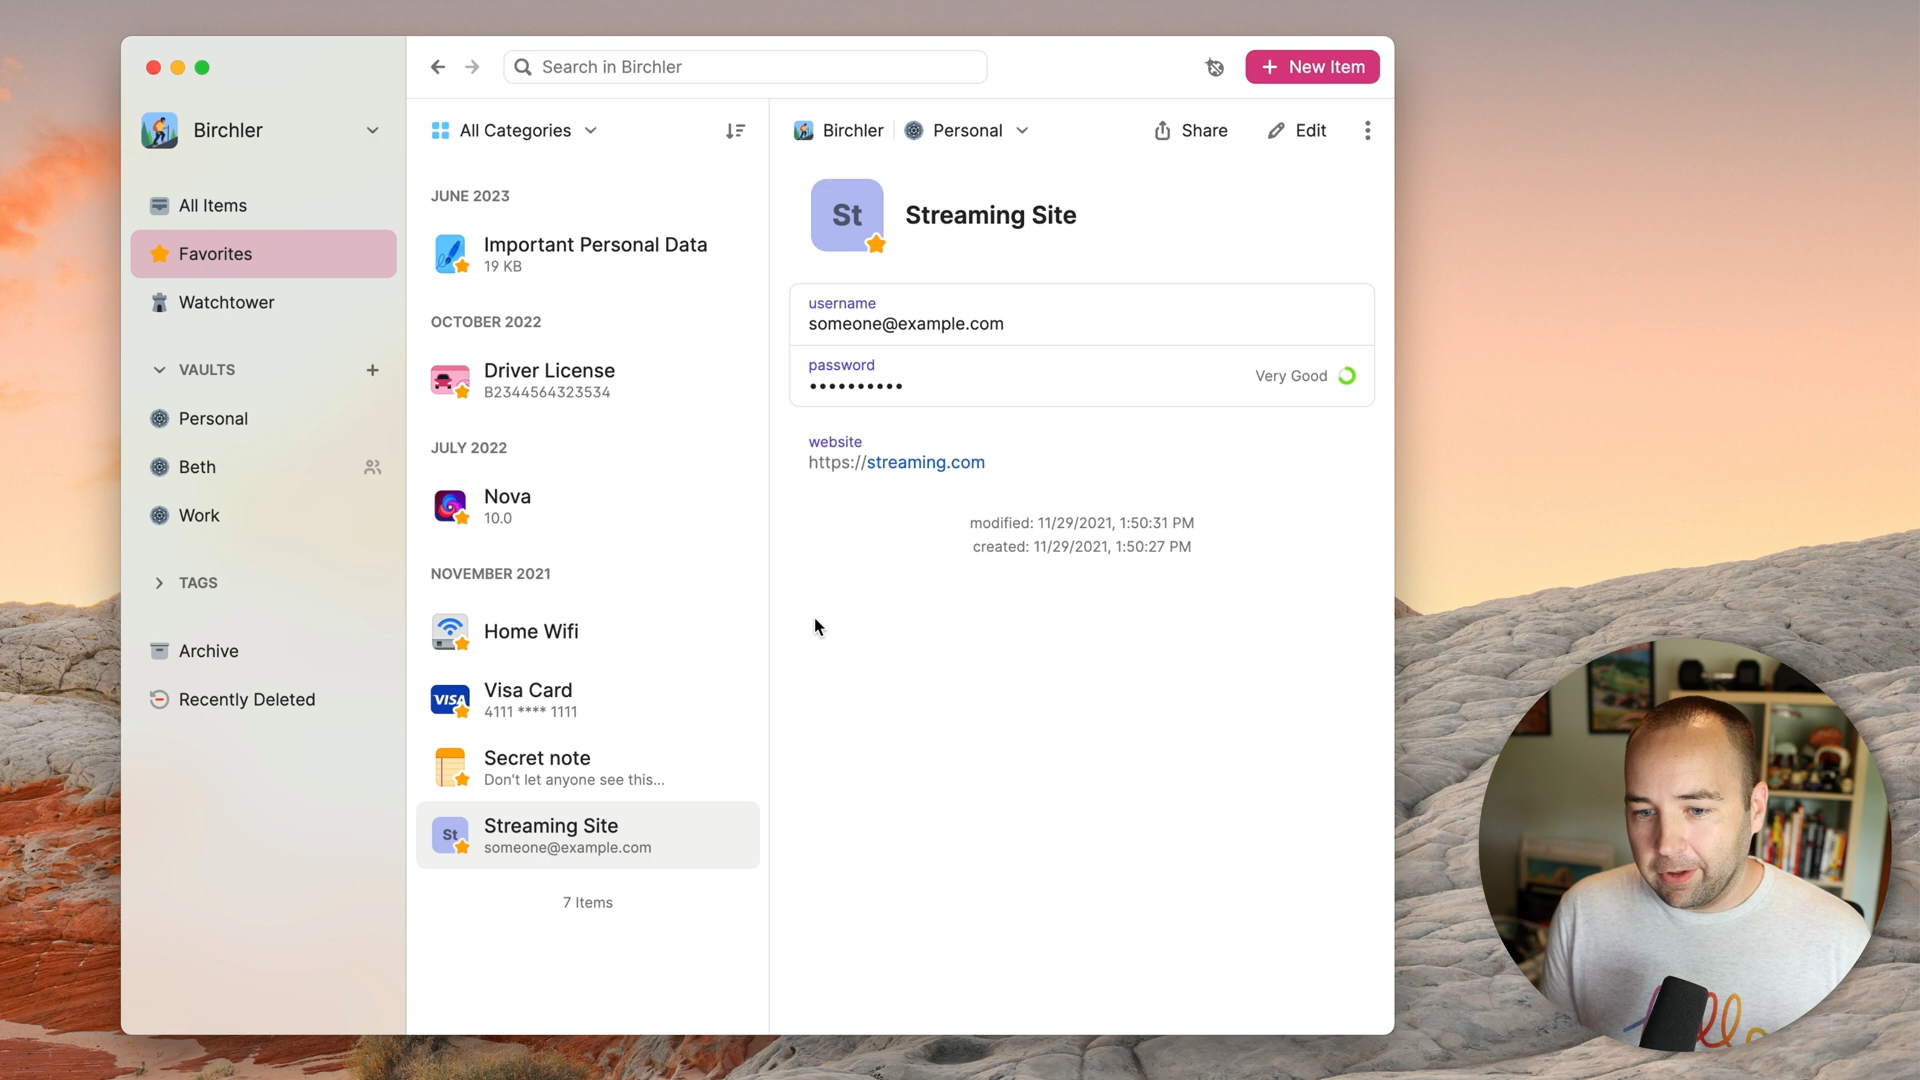 Search in Birchler
New Item
Birchler
All Items
Favorites
Watchtower
VAULTS
Personal
Beth
Work
TAGS
Archive
Recently Deleted
All Categories
JUNE 2023
Important Personal Data
19 KB
OCTOBER 2022
Driver License
B2344564323534
JULY 2022
Nova
10.0
NOVEMBER 2021
Home Wifi
VISA
Visa Card
4111 **** 1111
Secret note
Don't let anyone see this...
St
Streaming Site
someone@example.com
7 Items
Birchler
Personal
Share
Edit
St
Streaming Site
username
someone@example.com
password
••••••••••
Very Good
website
https://streaming.com
modified: 11/29/2021, 1:50:31 PM
created: 11/29/2021, 1:50:27 PM